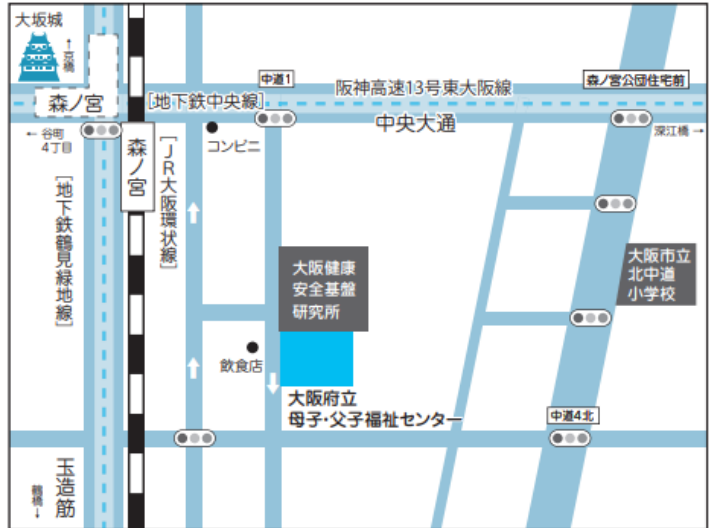 大坂城
↑京橋
中道1
阪神高速13号東大阪線
森ノ宮公団住宅前
森ノ宮
[地下鉄中央線]
中央大通
← 谷町
4丁目
コンビニ
深江橋 →
森ノ宮
[JR大阪環状線]
[地下鉄鶴見緑地線]
大阪健康
安全基盤
研究所
大阪市立
北中道
小学校
飲食店
大阪府立
母子・父子福祉センター
中道4北
玉造筋
鶴橋↓